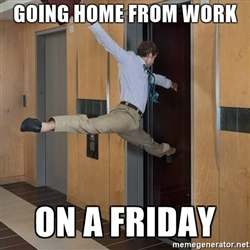 GOING HOME FROM WORK
ON A FRIDAY
memegenerator.net